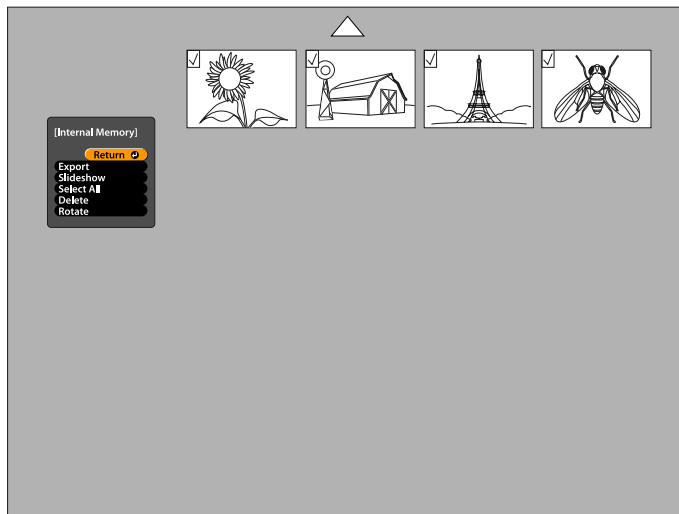 [Internal Memory]
Return
Export
Slideshow
Select All
Delete
Rotate